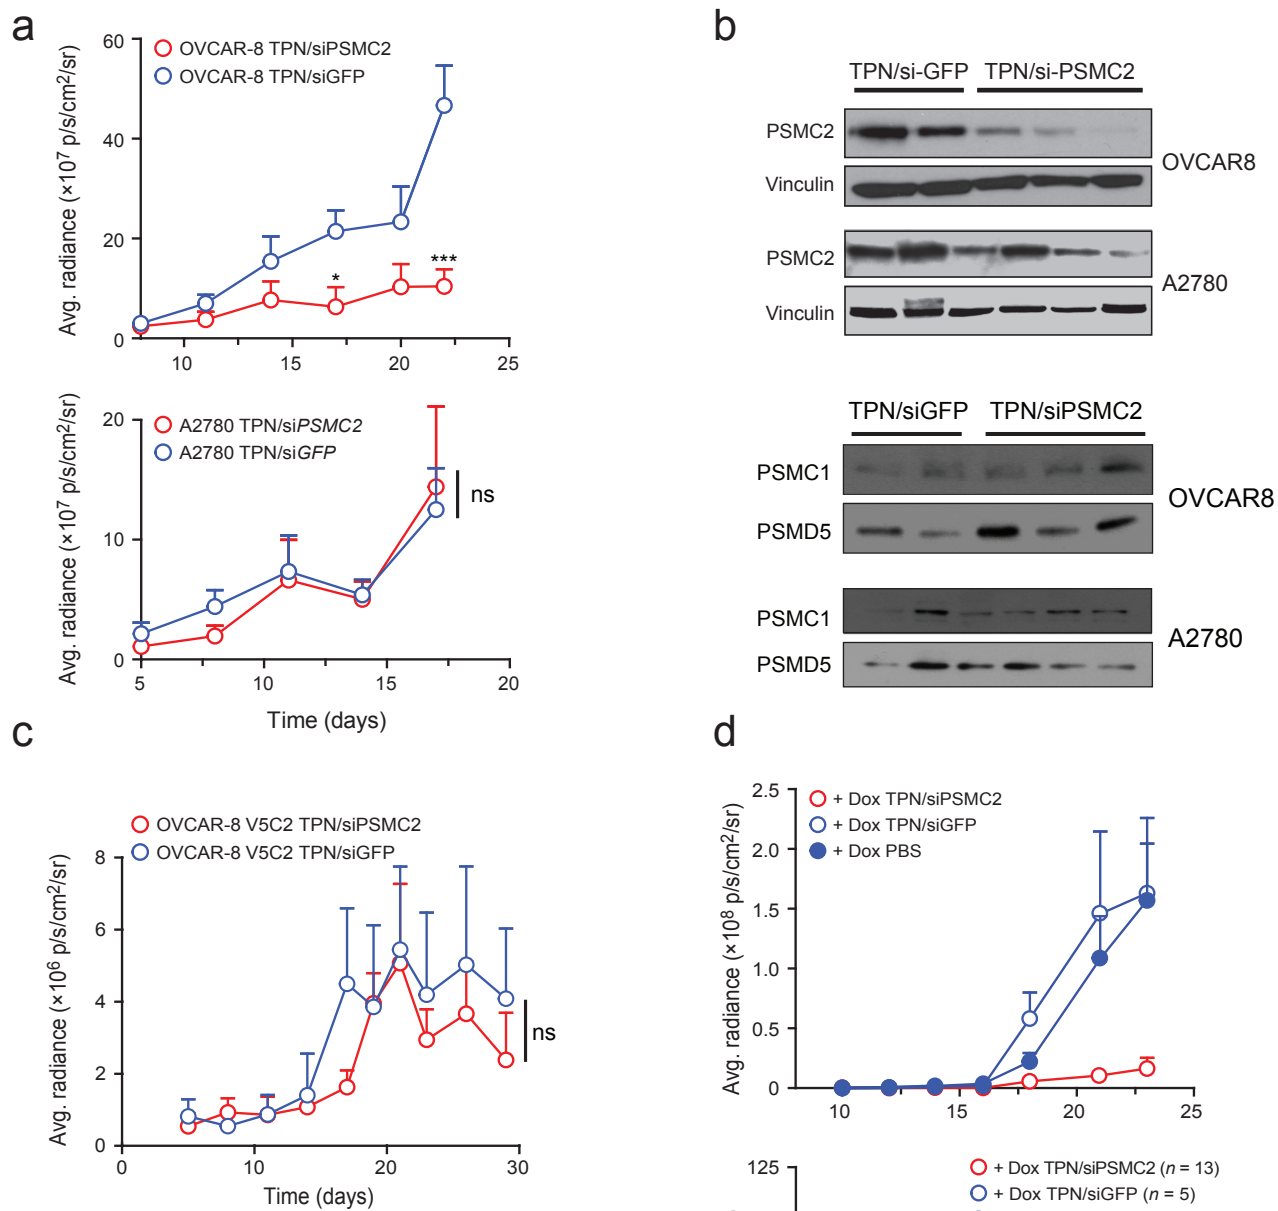 a
OVCAR-8 TPN/siPSMC2
OVCAR-8 TPN/siGFP
Avg. radiance (×10⁷ p/s/cm²/sr)
60
40
20
0
*
***
10 15 20 25
A2780 TPN/siPSMC2
A2780 TPN/siGFP
Avg. radiance (×10⁷ p/s/cm²/sr)
20
10
0
ns
5 10 15 20
Time (days)
b
TPN/si-GFP TPN/si-PSMC2
PSMC2
Vinculin
OVCAR8
PSMC2
Vinculin
A2780
TPN/siGFP TPN/siPSMC2
PSMC1
PSMD5
OVCAR8
PSMC1
PSMD5
A2780
c
OVCAR-8 V5C2 TPN/siPSMC2
OVCAR-8 V5C2 TPN/siGFP
Avg. radiance (×10⁶ p/s/cm²/sr)
8
6
4
2
0
ns
0 10 20 30
Time (days)
d
+ Dox TPN/siPSMC2
+ Dox TPN/siGFP
+ Dox PBS
Avg. radiance (×10⁸ p/s/cm²/sr)
2.5
2.0
1.5
1.0
0.5
0
10 15 20 25
125
+ Dox TPN/siPSMC2 (n = 13)
+ Dox TPN/siGFP (n = 5)